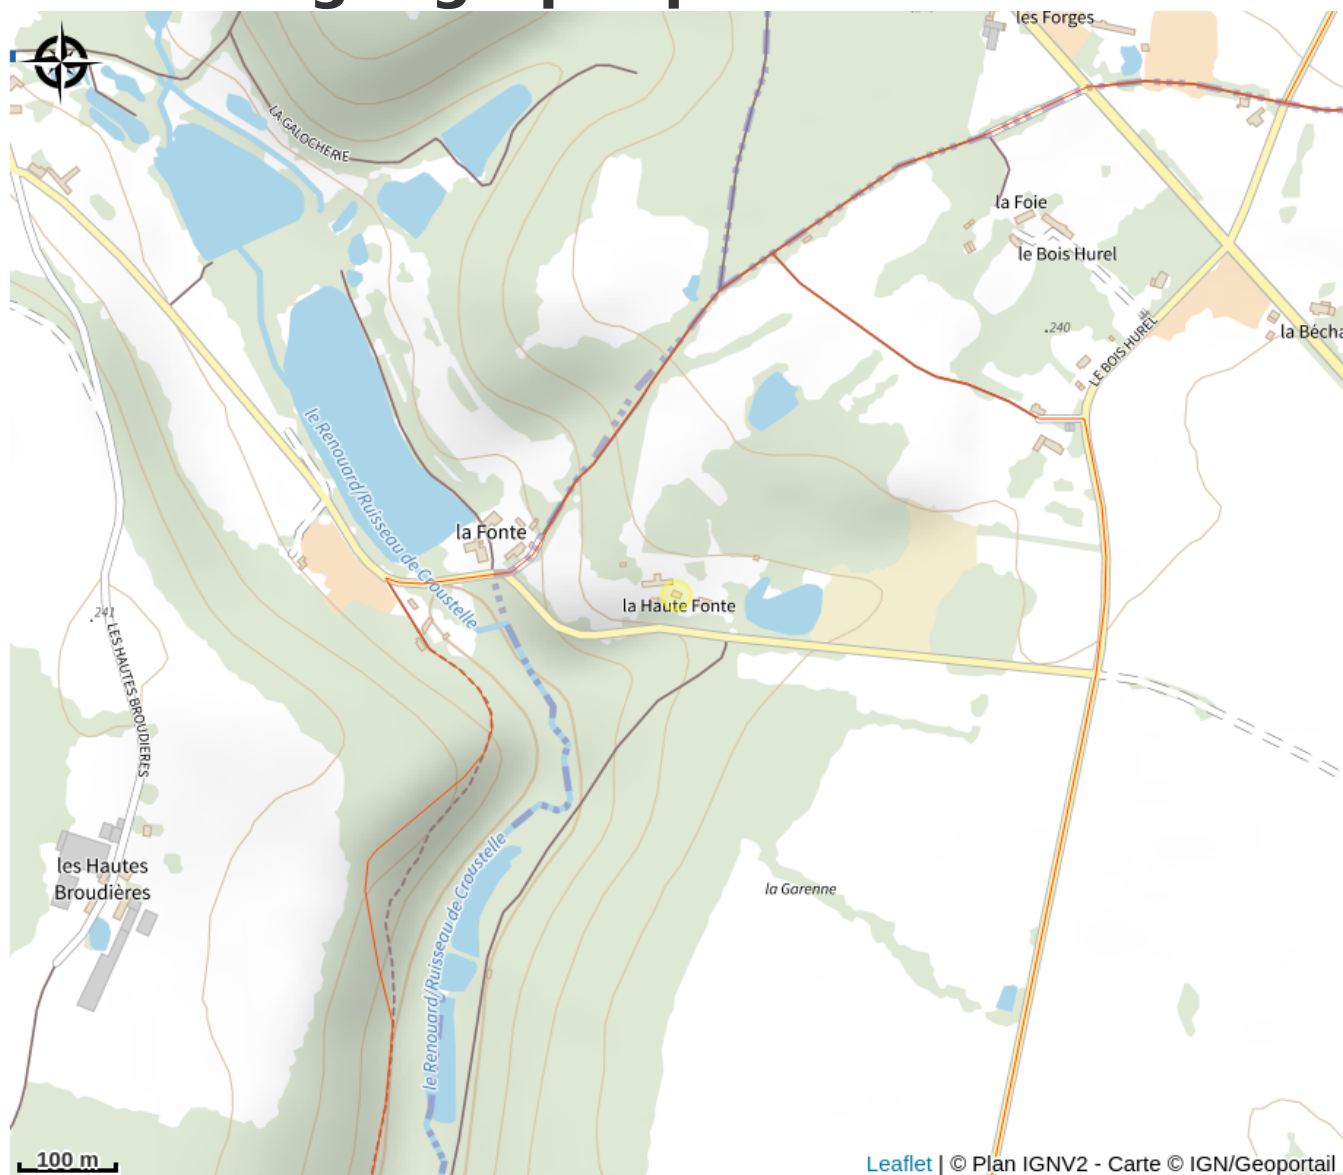 les Forges
LA GALOCHERIE
la Foie
le Bois Hurel
240
la Bécha
LE BOIS HUREL
le Renouard/Ruisseau de Croustelle
la Fonte
la Haute Fonte
241
LES HAUTES BROUDIERES
les Hautes
Broudières
la Garenne
le Renouard/Ruisseau de Croustelle
100 m
Leaflet | © Plan IGNV2 - Carte © IGN/Geoportail